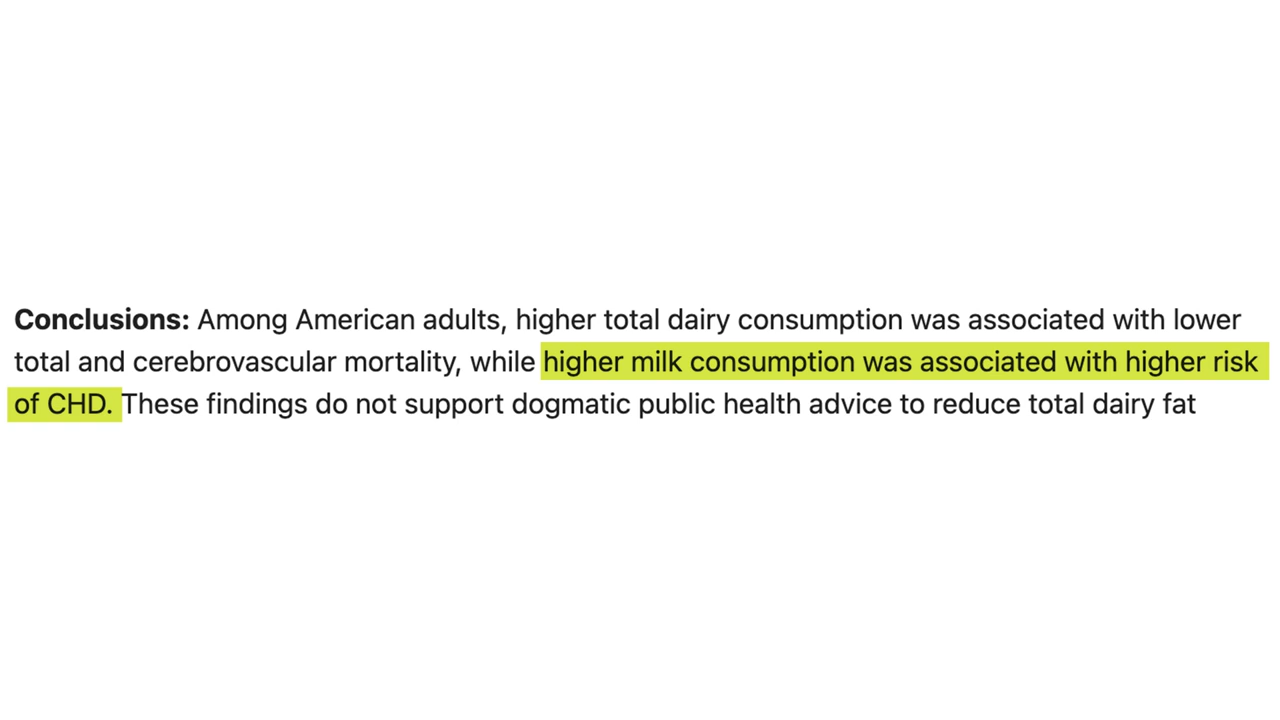 Conclusions: Among American adults, higher total dairy consumption was associated with lower
total and cerebrovascular mortality, while higher milk consumption was associated with higher risk
of CHD. These findings do not support dogmatic public health advice to reduce total dairy fat